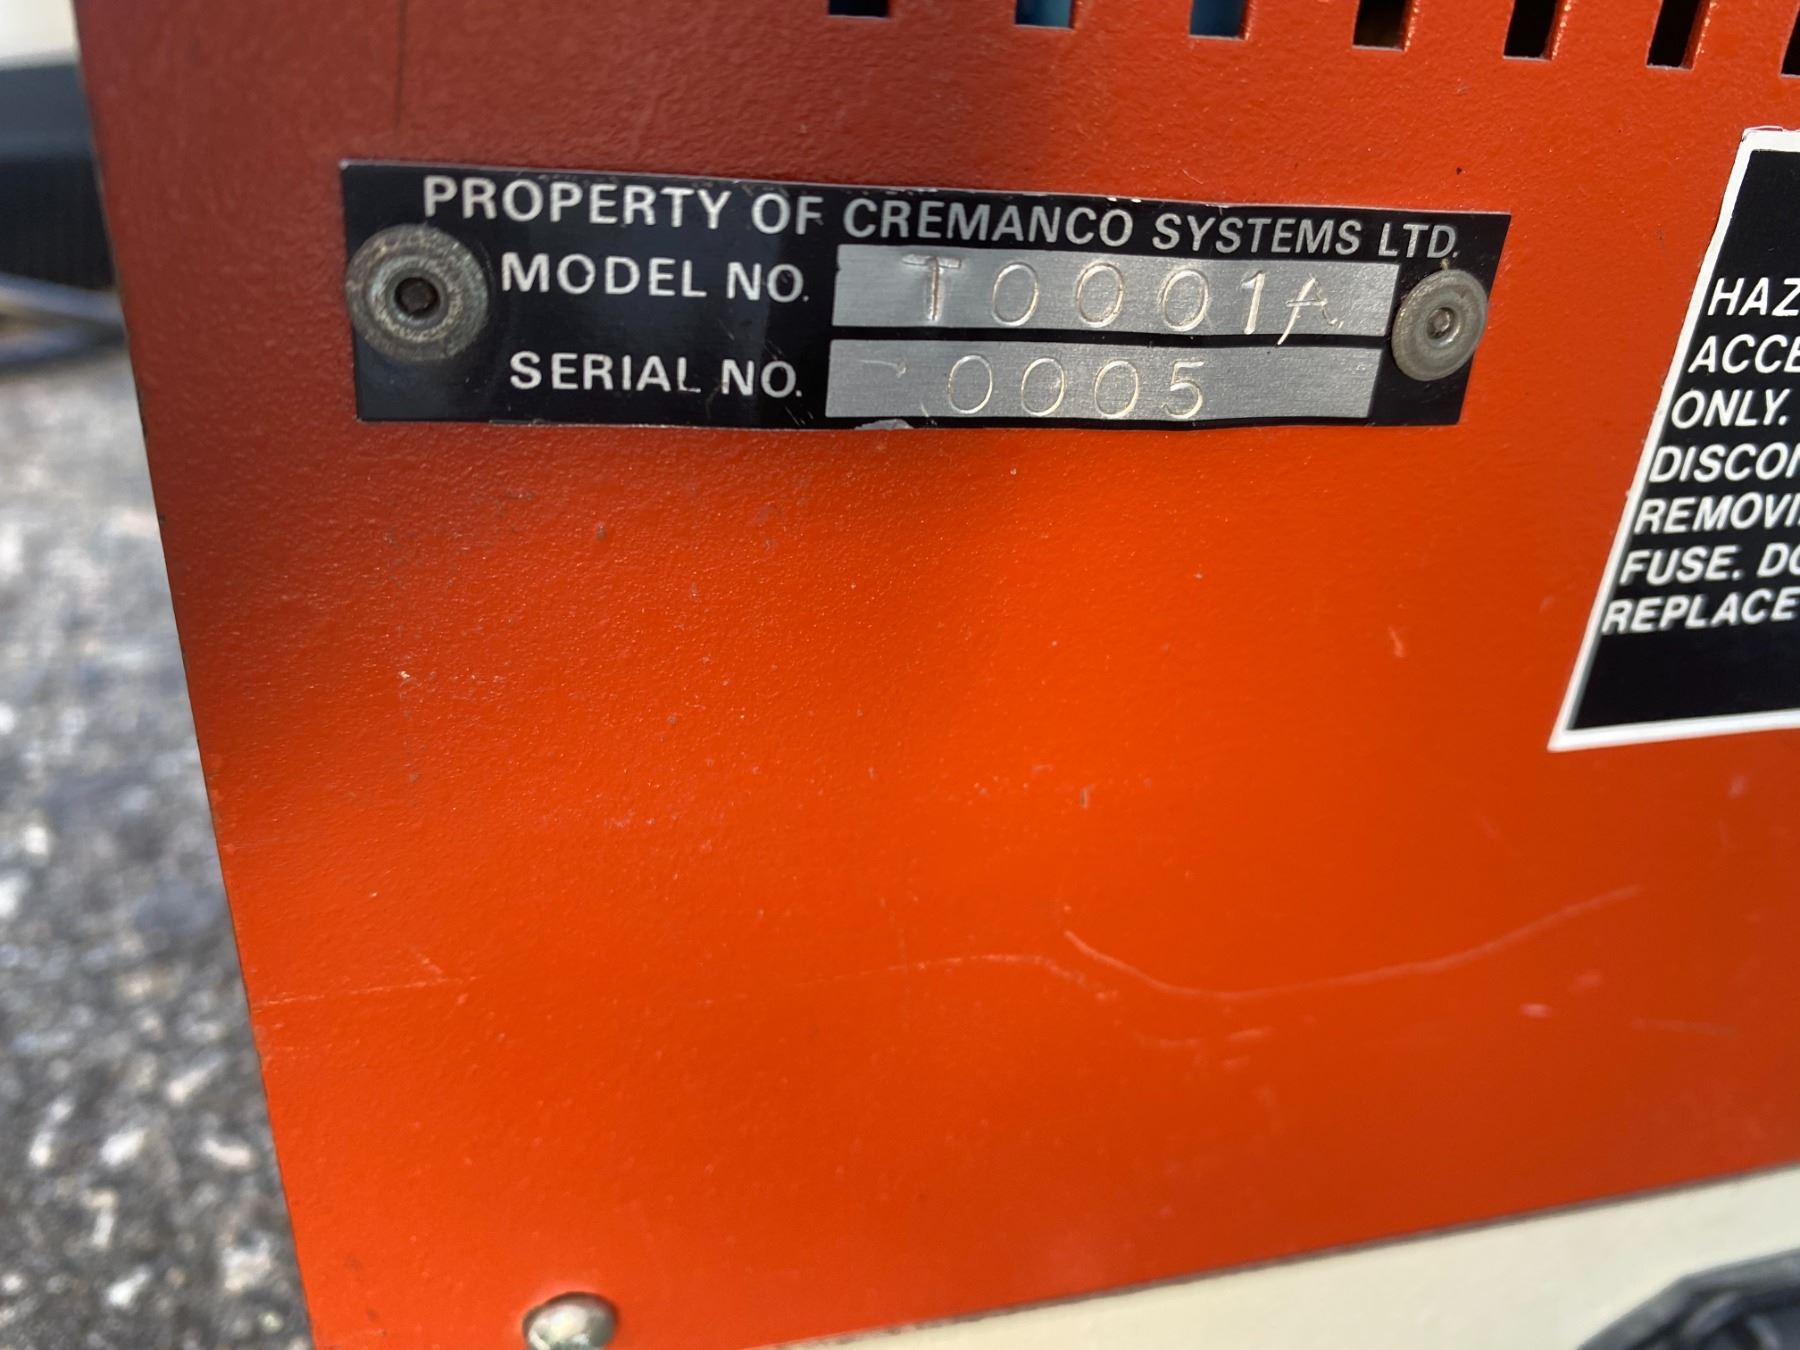 PROPERTY OF CREMANCO SYSTEMS LTD.
MODEL NO. T0001A
SERIAL NO. 0005
HAZ
ACCE
ONLY.
DISCON
REMOVI
FUSE. DO
REPLACE